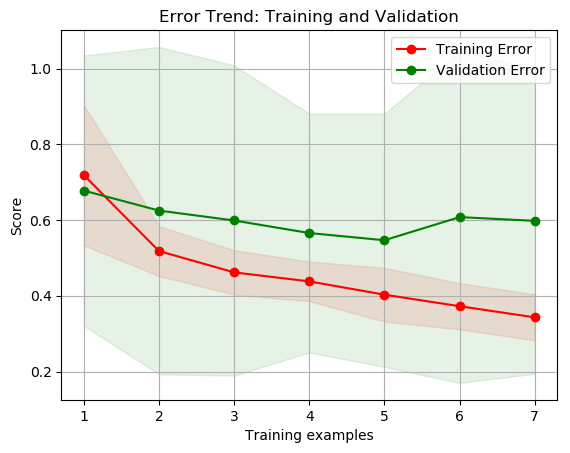 Error Trend: Training and Validation
Training Error
Validation Error
Score
1.0
0.8
0.6
0.4
0.2
1 2 3 4 5 6 7
Training examples